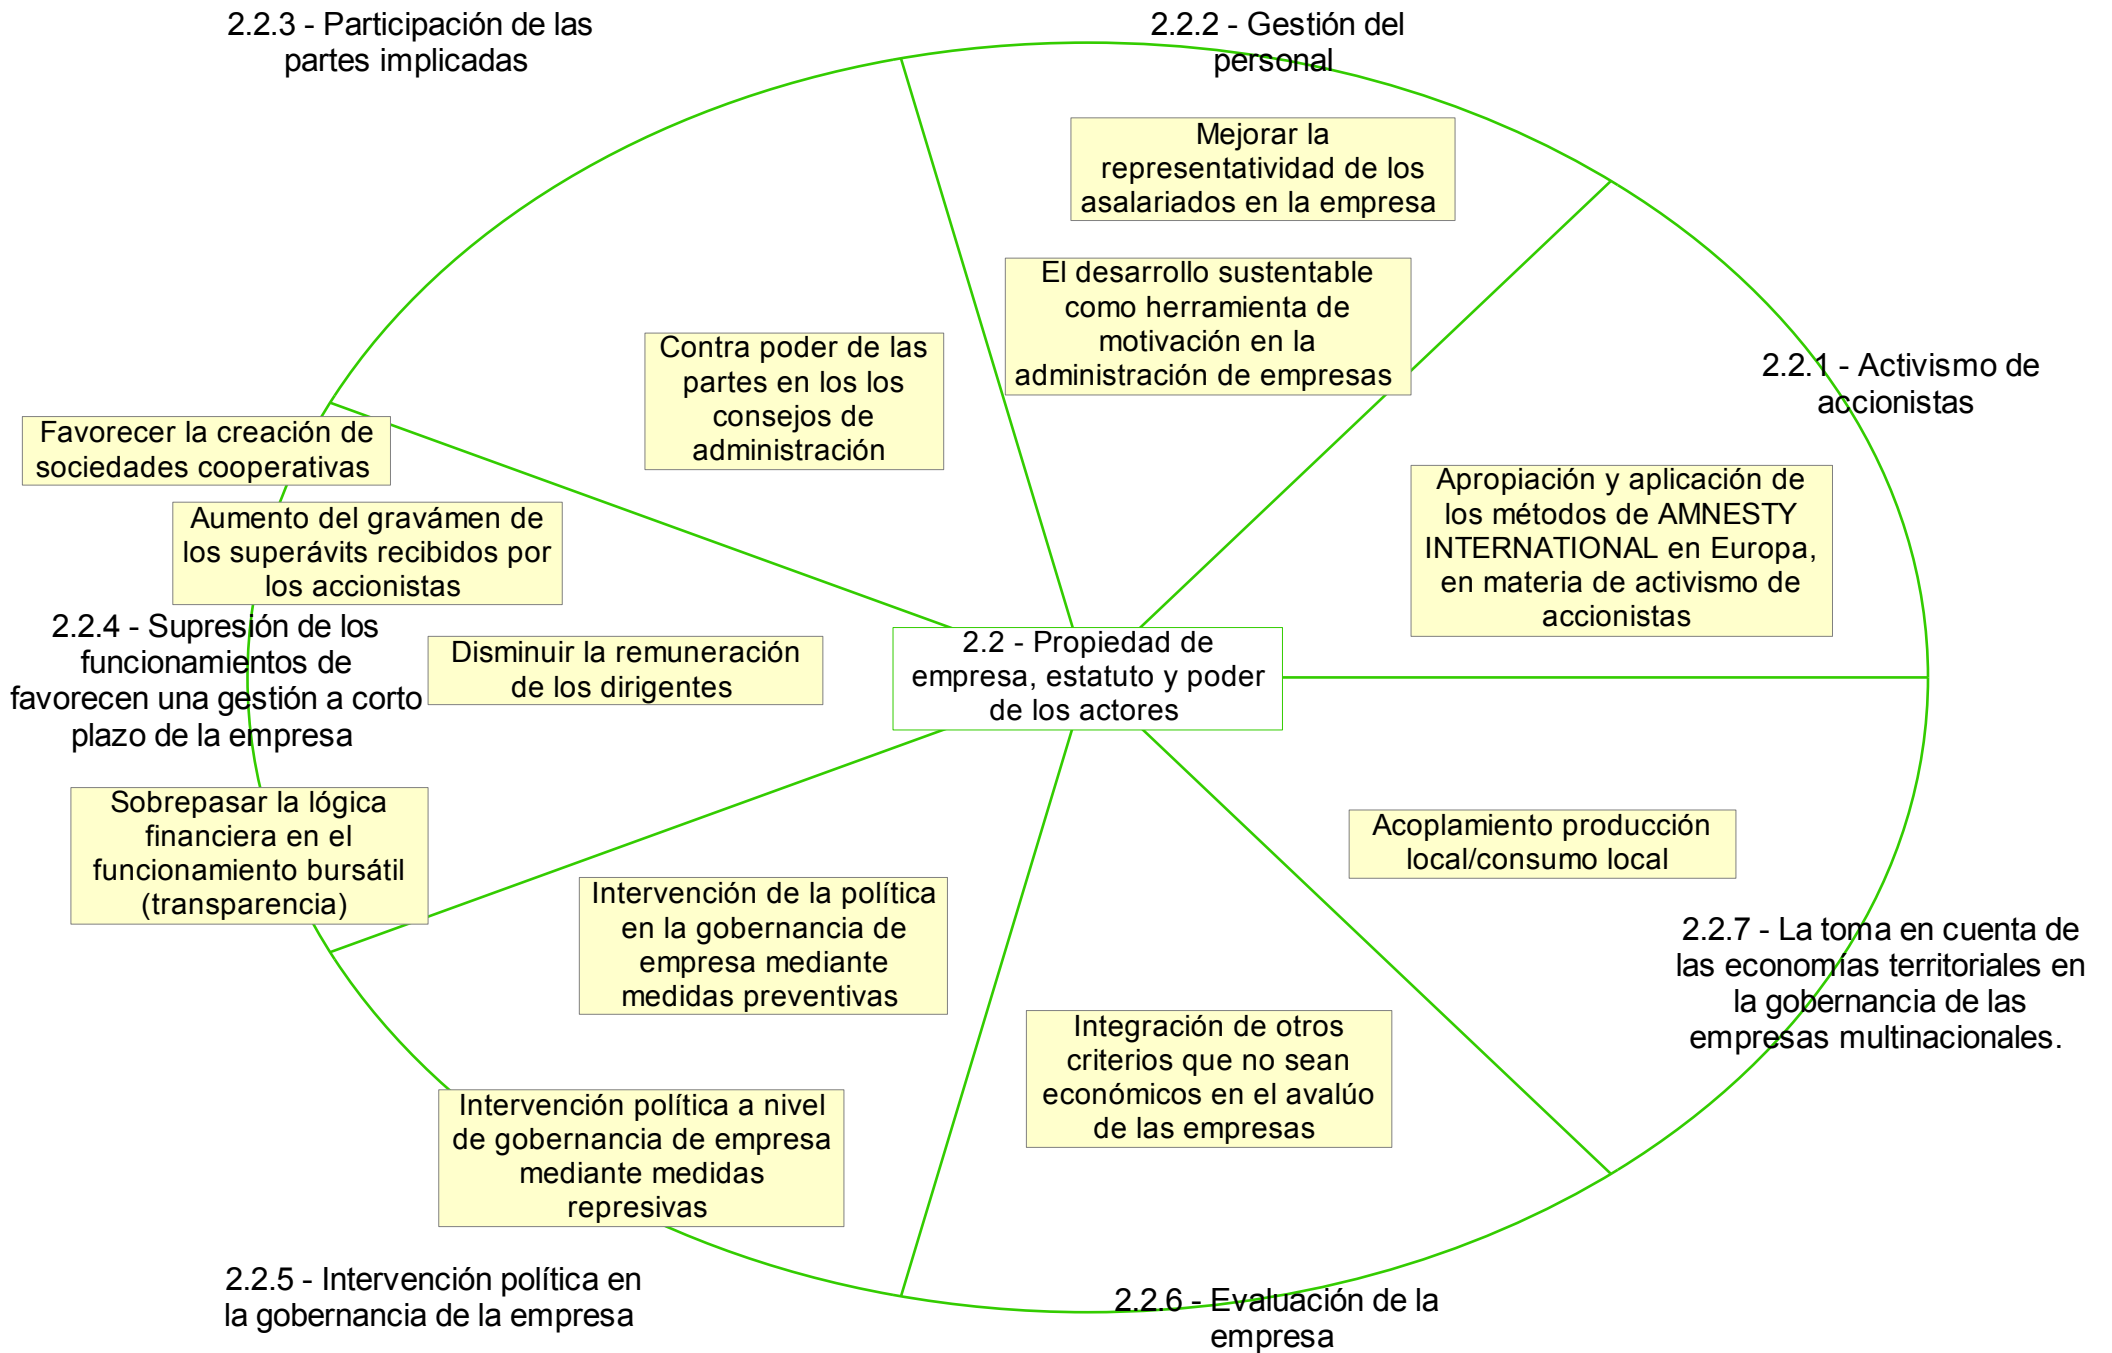 2.2.3 - Participación de las
partes implicadas
2.2.2 - Gestión del
personal
Mejorar la
representatividad de los
asalariados en la empresa
El desarrollo sustentable
como herramienta de
motivación en la
administración de empresas
Contra poder de las
partes en los los
consejos de
administración
2.2.1 - Activismo de
accionistas
Favorecer la creación de
sociedades cooperativas
Apropiación y aplicación de
los métodos de AMNESTY
INTERNATIONAL en Europa,
en materia de activismo de
accionistas
Aumento del gravámen de
los superávits recibidos por
los accionistas
2.2.4 - Supresión de los
funcionamientos de
favorecen una gestión a corto
plazo de la empresa
Disminuir la remuneración
de los dirigentes
2.2 - Propiedad de
empresa, estatuto y poder
de los actores
Sobrepasar la lógica
financiera en el
funcionamiento bursátil
(transparencia)
Acoplamiento producción
local/consumo local
Intervención de la política
en la gobernancia de
empresa mediante
medidas preventivas
2.2.7 - La toma en cuenta de
las economías territoriales en
la gobernancia de las
empresas multinacionales.
Integración de otros
criterios que no sean
económicos en el avalúo
de las empresas
Intervención política a nivel
de gobernancia de empresa
mediante medidas
represivas
2.2.5 - Intervención política en
la gobernancia de la empresa
2.2.6 - Evaluación de la
empresa